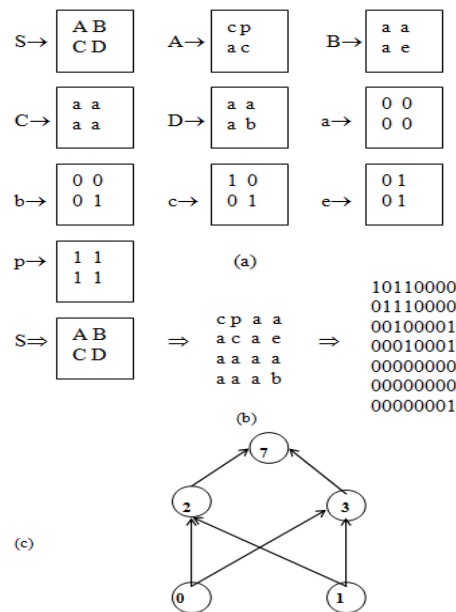 S→ A B A→ c p B→ a a
C D a c a e
C→ a a D→ a a a→ 0 0
a a a b 0 0
b→ 0 0 c→ 1 0 e→ 0 1
0 1 0 1 0 1
p→ 1 1
1 1
(a)
S⇒ A B ⇒ c p a a ⇒ 10110000
C D a c a e 01110000
a a a a 00100001
a a a b 00010001
00000000
00000000
00000001
(b)
7
2 3
(c)
0 1